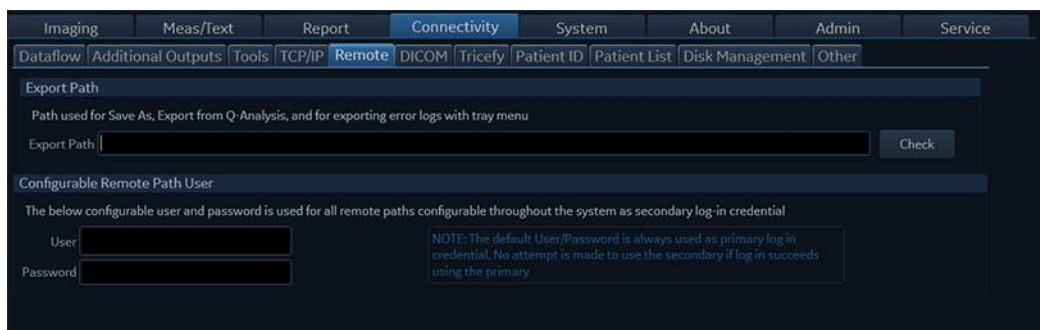 Imaging Meas/Text Report Connectivity System About Admin Service
Dataflow Additional Outputs Tools TCP/IP Remote DICOM Tricefy Patient ID Patient List Disk Management Other
Export Path
Path used for Save As, Export from Q-Analysis, and for exporting error logs with tray menu
Export Path Check
Configurable Remote Path User
The below configurable user and password is used for all remote paths configurable throughout the system as secondary log-in credential
User
Password
NOTE: The default User/Password is always used as primary log in
credential. No attempt is made to use the secondary if log in succeeds
using the primary